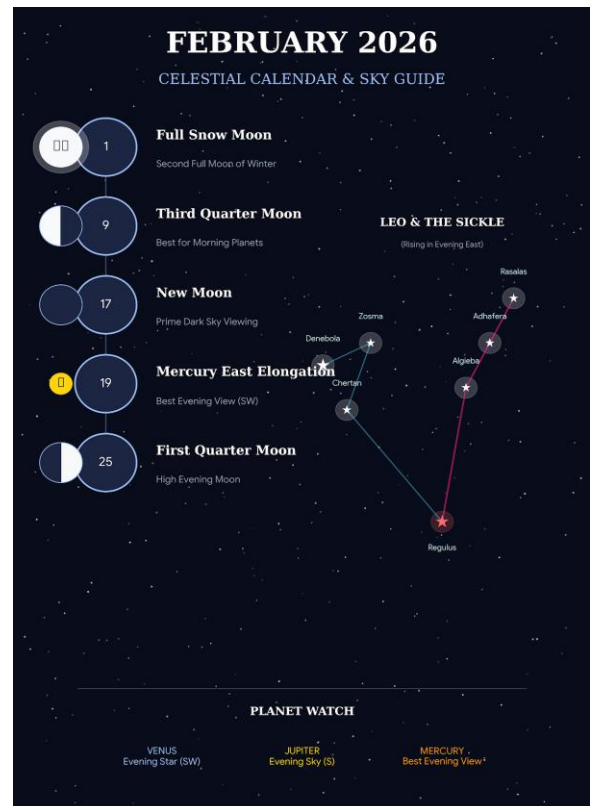 FEBRUARY 2026
CELESTIAL CALENDAR & SKY GUIDE
1
Full Snow Moon
Second Full Moon of Winter
9
Third Quarter Moon
Best for Morning Planets
17
New Moon
Prime Dark Sky Viewing
19
Mercury East Elongation
Best Evening View (SW)
25
First Quarter Moon
High Evening Moon
LEO & THE SICKLE
(Rising in Evening East)
Rasalas
Zosma
Adhafera
Denebola
Algieba
Chertan
Regulus
PLANET WATCH
VENUS
Evening Star (SW)
JUPITER
Evening Sky (S)
MERCURY
Best Evening View